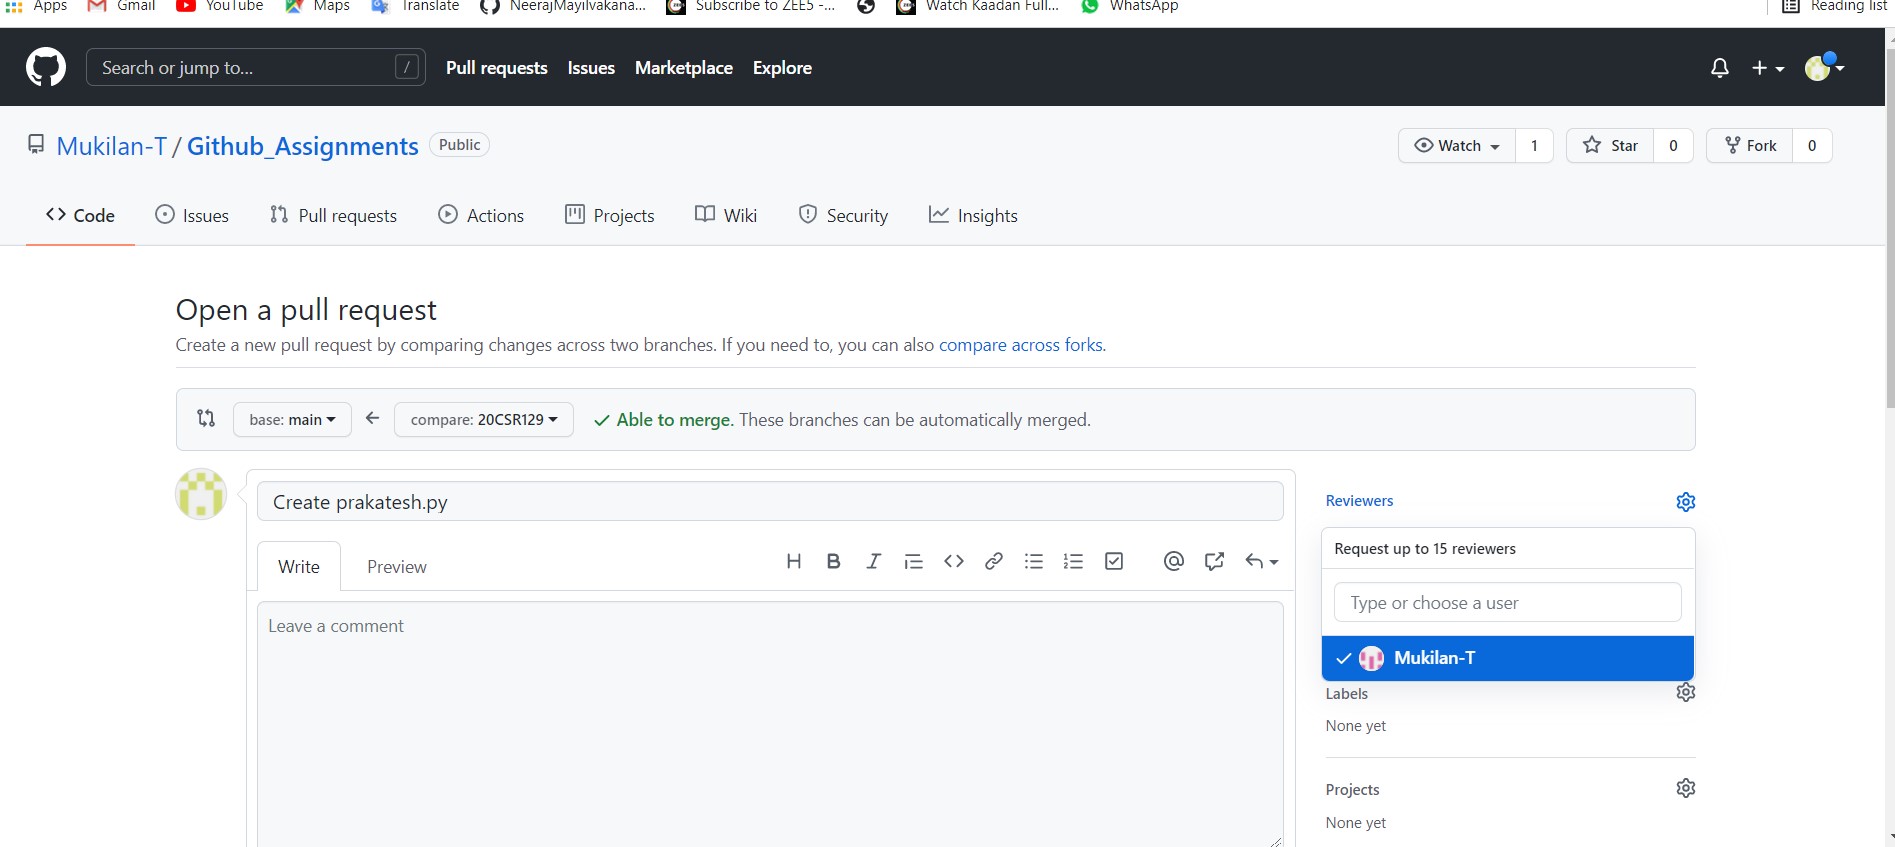 Apps Gmail YouTube Maps Translate NeerajMayilvakana... Subscribe to ZEE5 -... Watch Kaadan Full... WhatsApp Reading list
Search or jump to... / Pull requests Issues Marketplace Explore
Mukilan-T / Github_Assignments Public Watch 1 Star 0 Fork 0
Code Issues Pull requests Actions Projects Wiki Security Insights
Open a pull request
Create a new pull request by comparing changes across two branches. If you need to, you can also compare across forks.
base: main compare: 20CSR129 Able to merge. These branches can be automatically merged.
Create prakatesh.py
Write Preview
Leave a comment
Reviewers
Request up to 15 reviewers
Type or choose a user
Mukilan-T
Labels
None yet
Projects
None yet